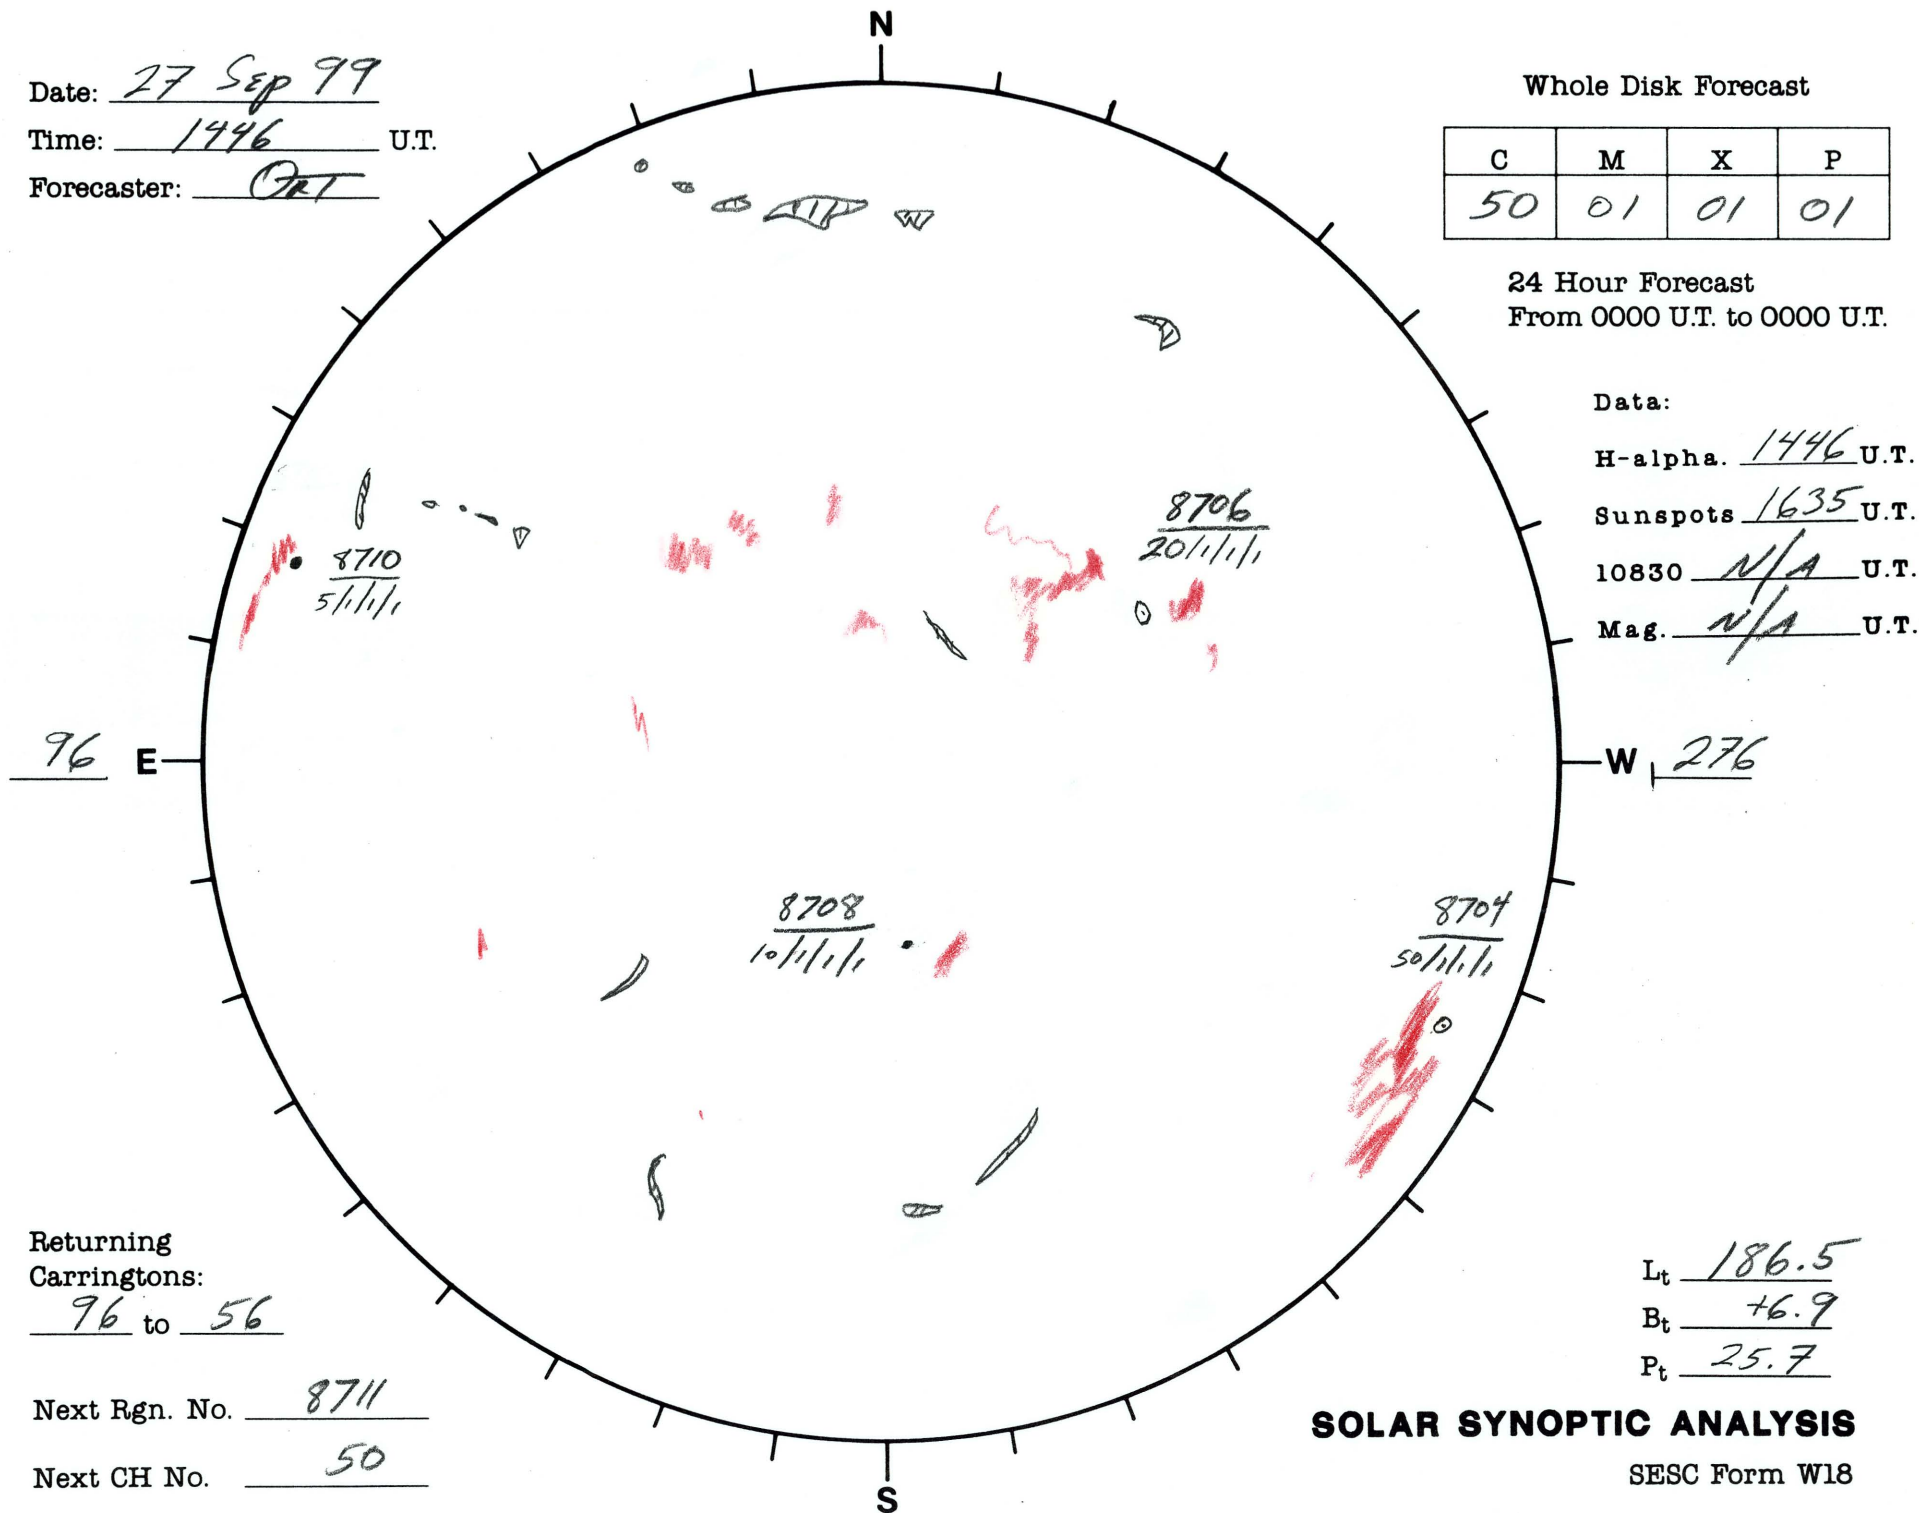 N
Date: 27 Sep 99
Time: 1446 U.T.
Forecaster: ORT
Whole Disk Forecast
C M X P
50 01 01 01
24 Hour Forecast
From 0000 U.T. to 0000 U.T.
Data:
H-alpha. 1446 U.T.
Sunspots 1635 U.T.
10830 N/A U.T.
Mag. N/A U.T.
8706
20/1/1/1
8710
5/1/1/1
96 E
W 276
8708
10/1/1/1
8704
50/1/1/1
Returning
Carringtons:
96 to 56
Next Rgn. No. 8711
Next CH No. 50
Lt 186.5
Bt +6.9
Pt 25.7
SOLAR SYNOPTIC ANALYSIS
SESC Form W18
S